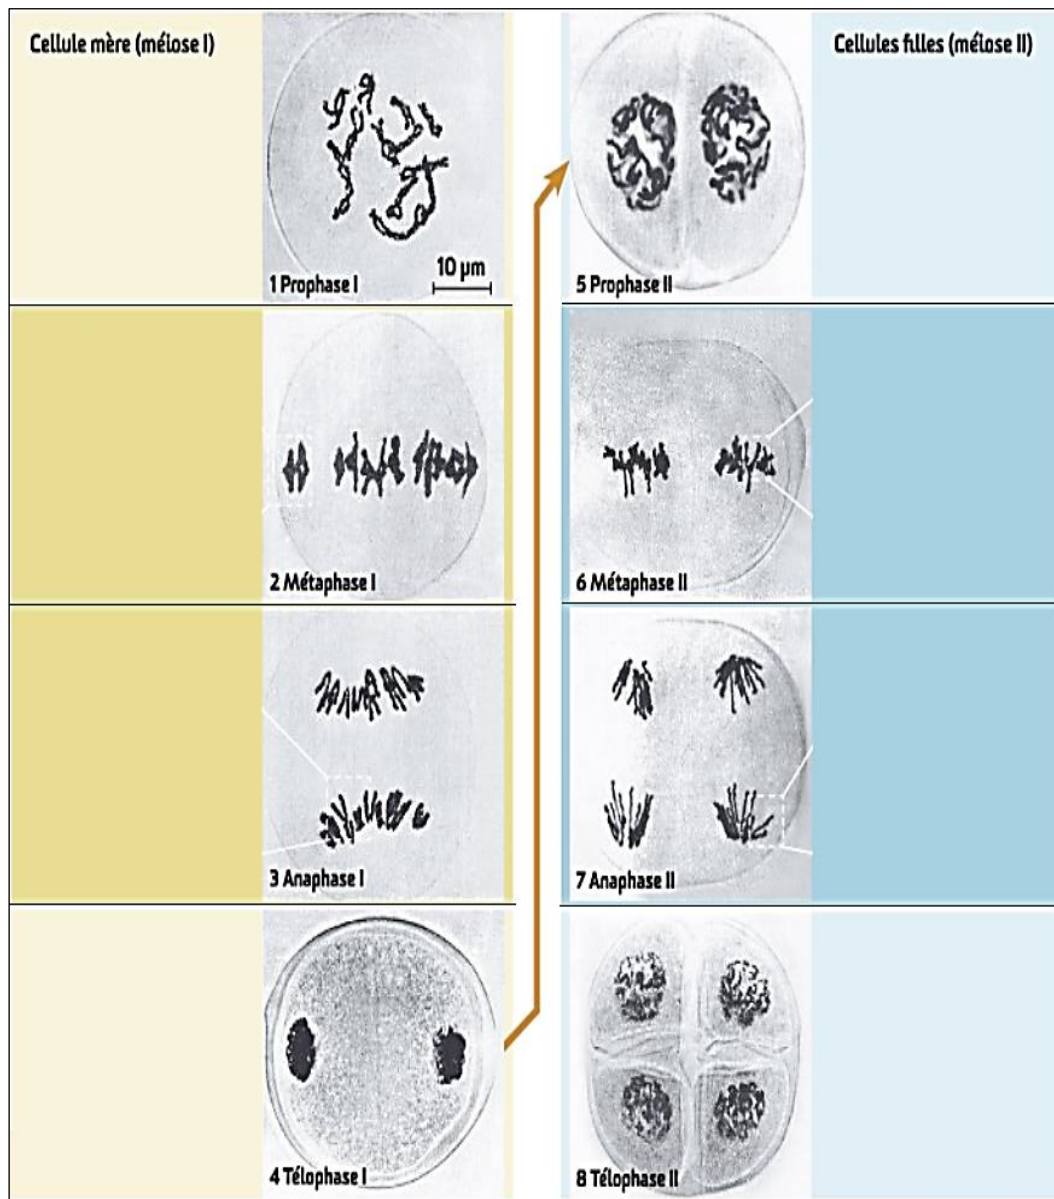 Cellule mère (méiose I)
1 Prophase I
10 µm
2 Métaphase I
3 Anaphase I
4 Télophase I
Cellules filles (méiose II)
5 Prophase II
6 Métaphase II
7 Anaphase II
8 Télophase II